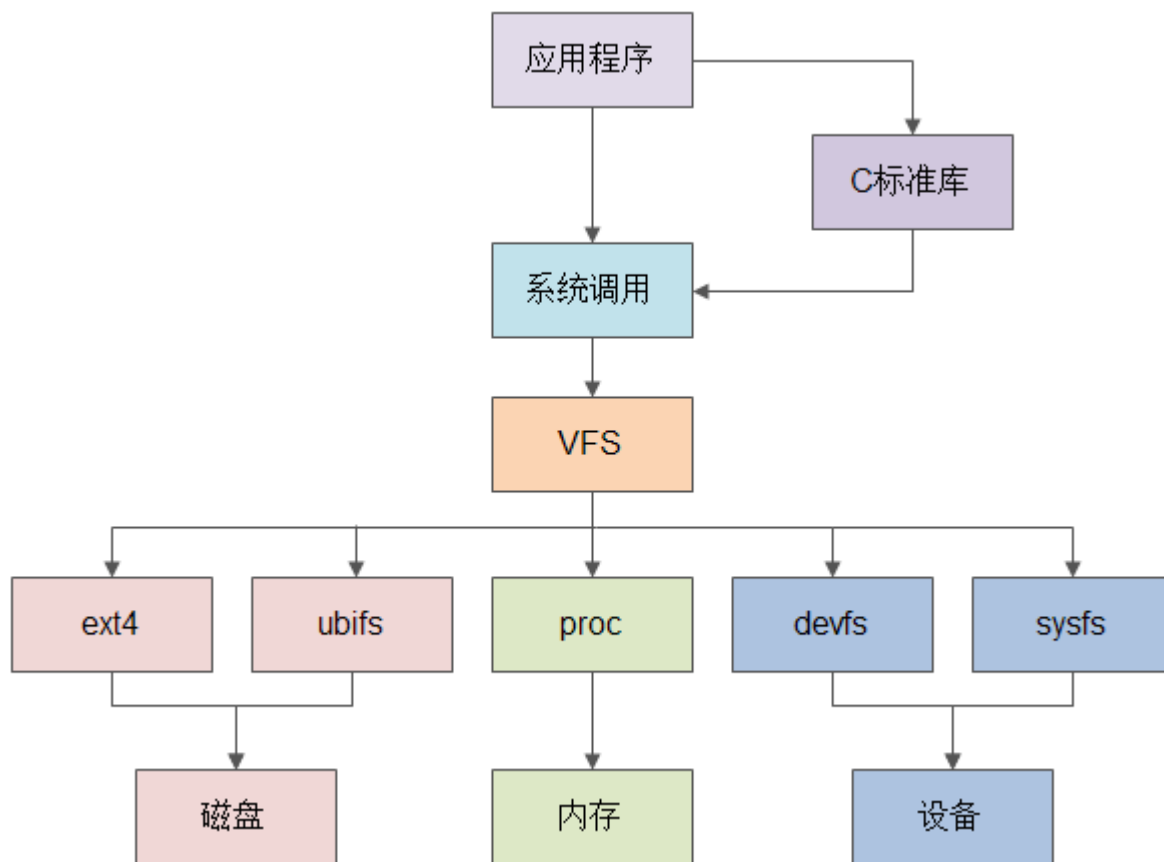 应用程序
C标准库
系统调用
VFS
ext4
ubifs
proc
devfs
sysfs
磁盘
内存
设备